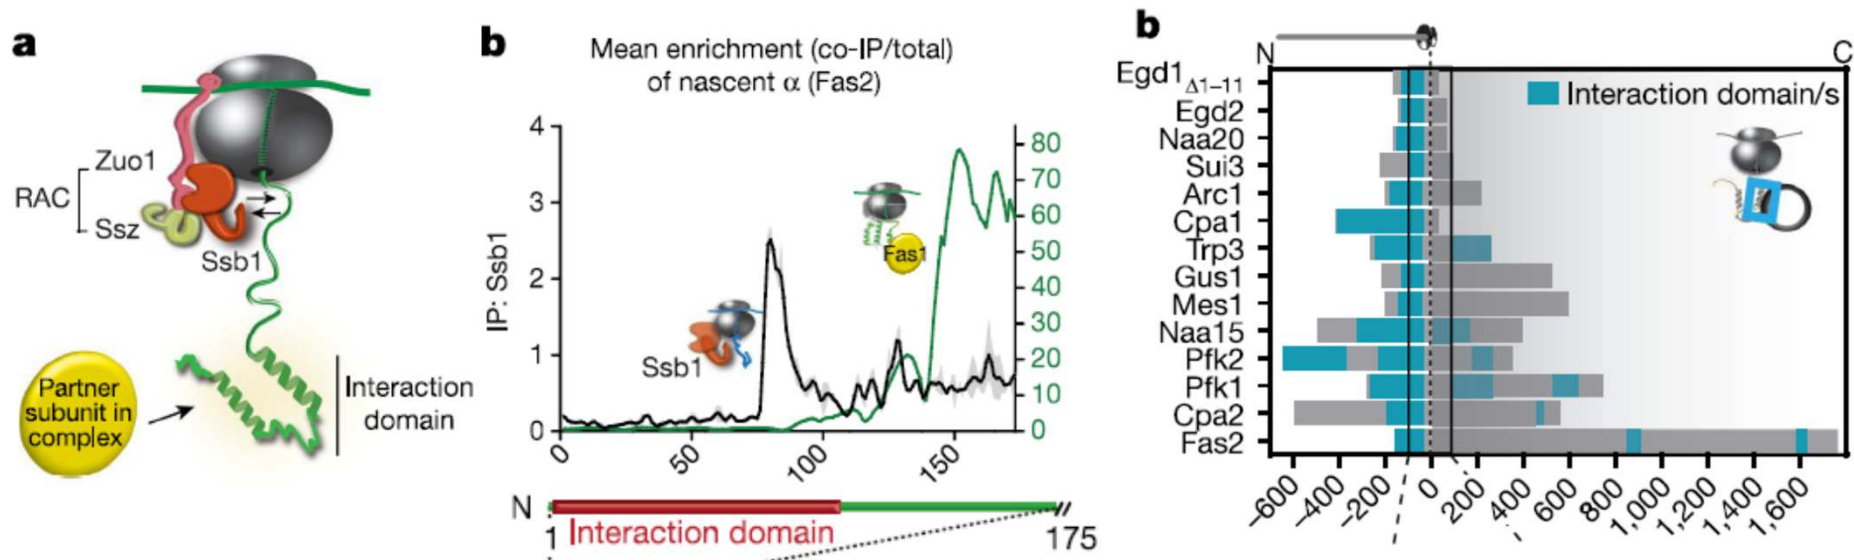 a
Zuo1
RAC
Ssz
Ssb1
Partner
subunit in
complex
Interaction
domain
b
Mean enrichment (co-IP/total)
of nascent α (Fas2)
IP: Ssb1
4
3
2
1
0
80
70
60
50
40
30
20
10
0
Ssb1
Fas1
0 50 100 150
N
1 Interaction domain 175
b
N C
Egd1 Δ1–11
Egd2
Naa20
Sui3
Arc1
Cpa1
Trp3
Gus1
Mes1
Naa15
Pfk2
Pfk1
Cpa2
Fas2
Interaction domain/s
–600 –400 –200 0 200 400 600 800 1,000 1,200 1,400 1,600